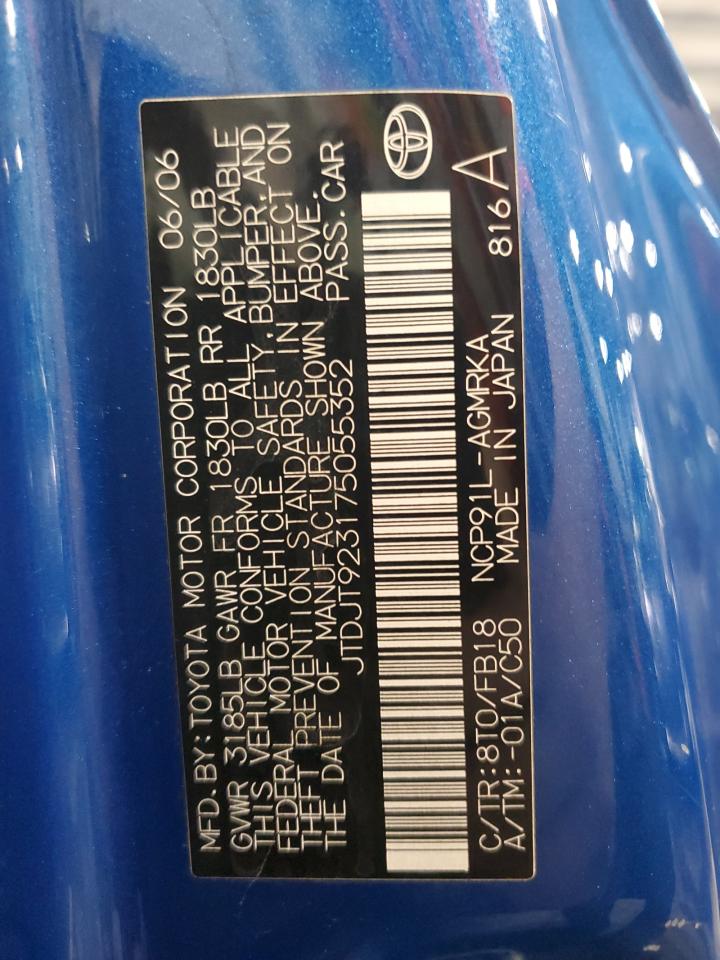 MFD. BY: TOYOTA MOTOR CORPORATION 06/06
GVWR 3185LB GAWR FR 1830LB RR 1830LB
THIS VEHICLE CONFORMS TO ALL APPLICABLE
FEDERAL MOTOR VEHICLE SAFETY, BUMPER, AND
THEFT PREVENTION STANDARDS IN EFFECT ON
THE DATE OF MANUFACTURE SHOWN ABOVE.
JTDJT923175055352 PASS. CAR
C/TR: 8T0/FB18 NCP91L-AGMRKA
A/TM: -01A/C50 MADE IN JAPAN 816 A